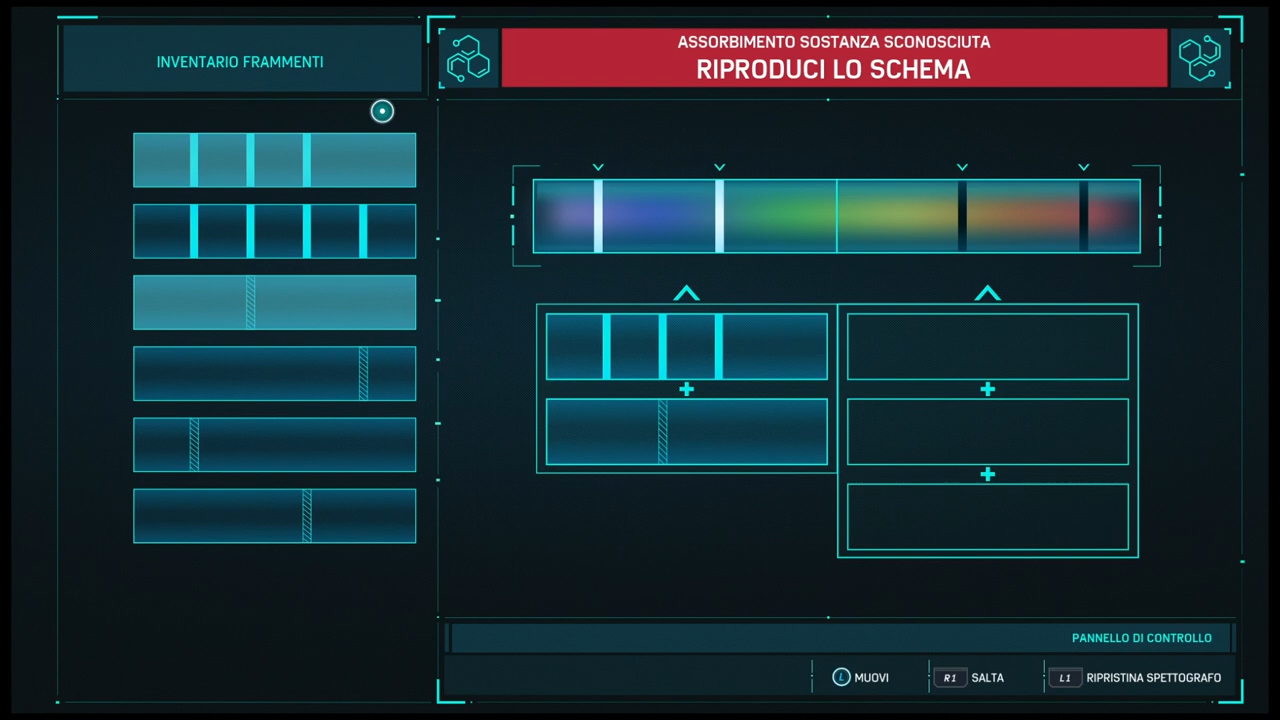 INVENTARIO FRAMMENTI
ASSORBIMENTO SOSTANZA SCONOSCIUTA
RIPRODUCI LO SCHEMA
PANNELLO DI CONTROLLO
L MUOVI
R1 SALTA
L1 RIPRISTINA SPETTOGRAFO